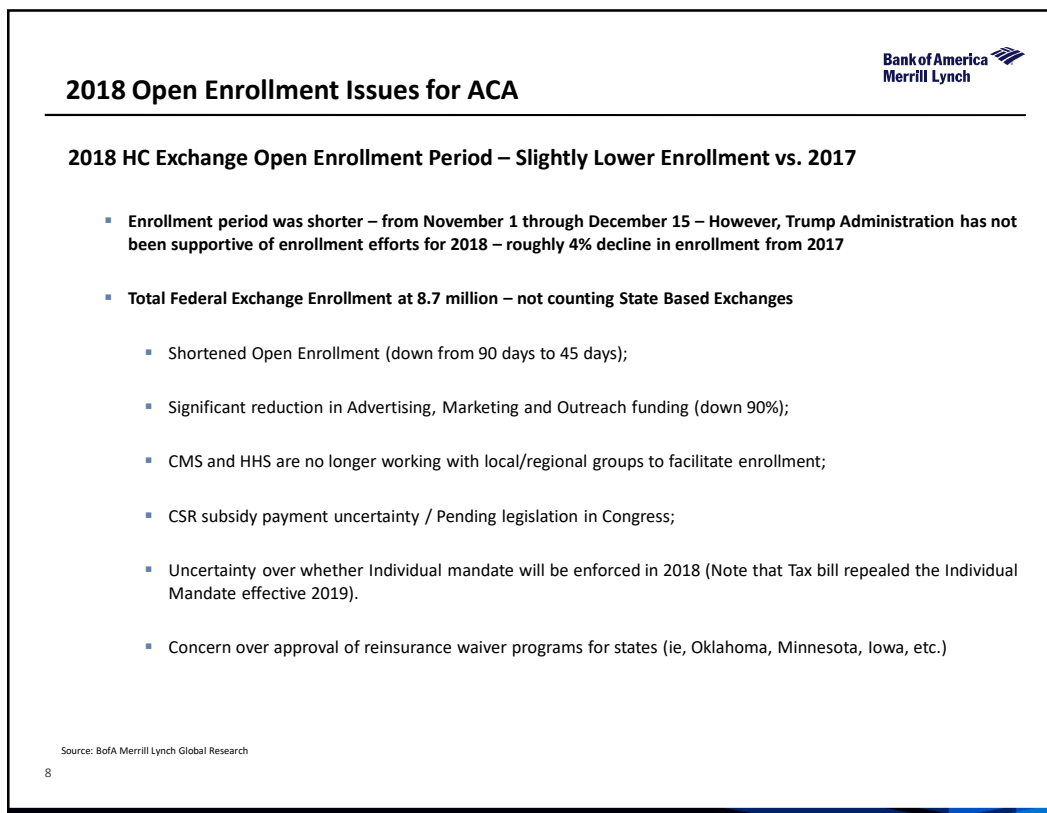 Bank of America
Merrill Lynch
2018 Open Enrollment Issues for ACA
2018 HC Exchange Open Enrollment Period – Slightly Lower Enrollment vs. 2017
▪ Enrollment period was shorter – from November 1 through December 15 – However, Trump Administration has not
been supportive of enrollment efforts for 2018 – roughly 4% decline in enrollment from 2017
▪ Total Federal Exchange Enrollment at 8.7 million – not counting State Based Exchanges
▪ Shortened Open Enrollment (down from 90 days to 45 days);
▪ Significant reduction in Advertising, Marketing and Outreach funding (down 90%);
▪ CMS and HHS are no longer working with local/regional groups to facilitate enrollment;
▪ CSR subsidy payment uncertainty / Pending legislation in Congress;
▪ Uncertainty over whether Individual mandate will be enforced in 2018 (Note that Tax bill repealed the Individual
Mandate effective 2019).
▪ Concern over approval of reinsurance waiver programs for states (ie, Oklahoma, Minnesota, Iowa, etc.)
Source: BofA Merrill Lynch Global Research
8